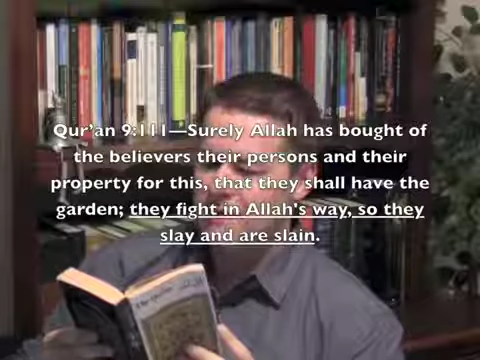 Qur’an 9:111—Surely Allah has bought of
the believers their persons and their
property for this, that they shall have the
garden; they fight in Allah's way, so they
slay and are slain.